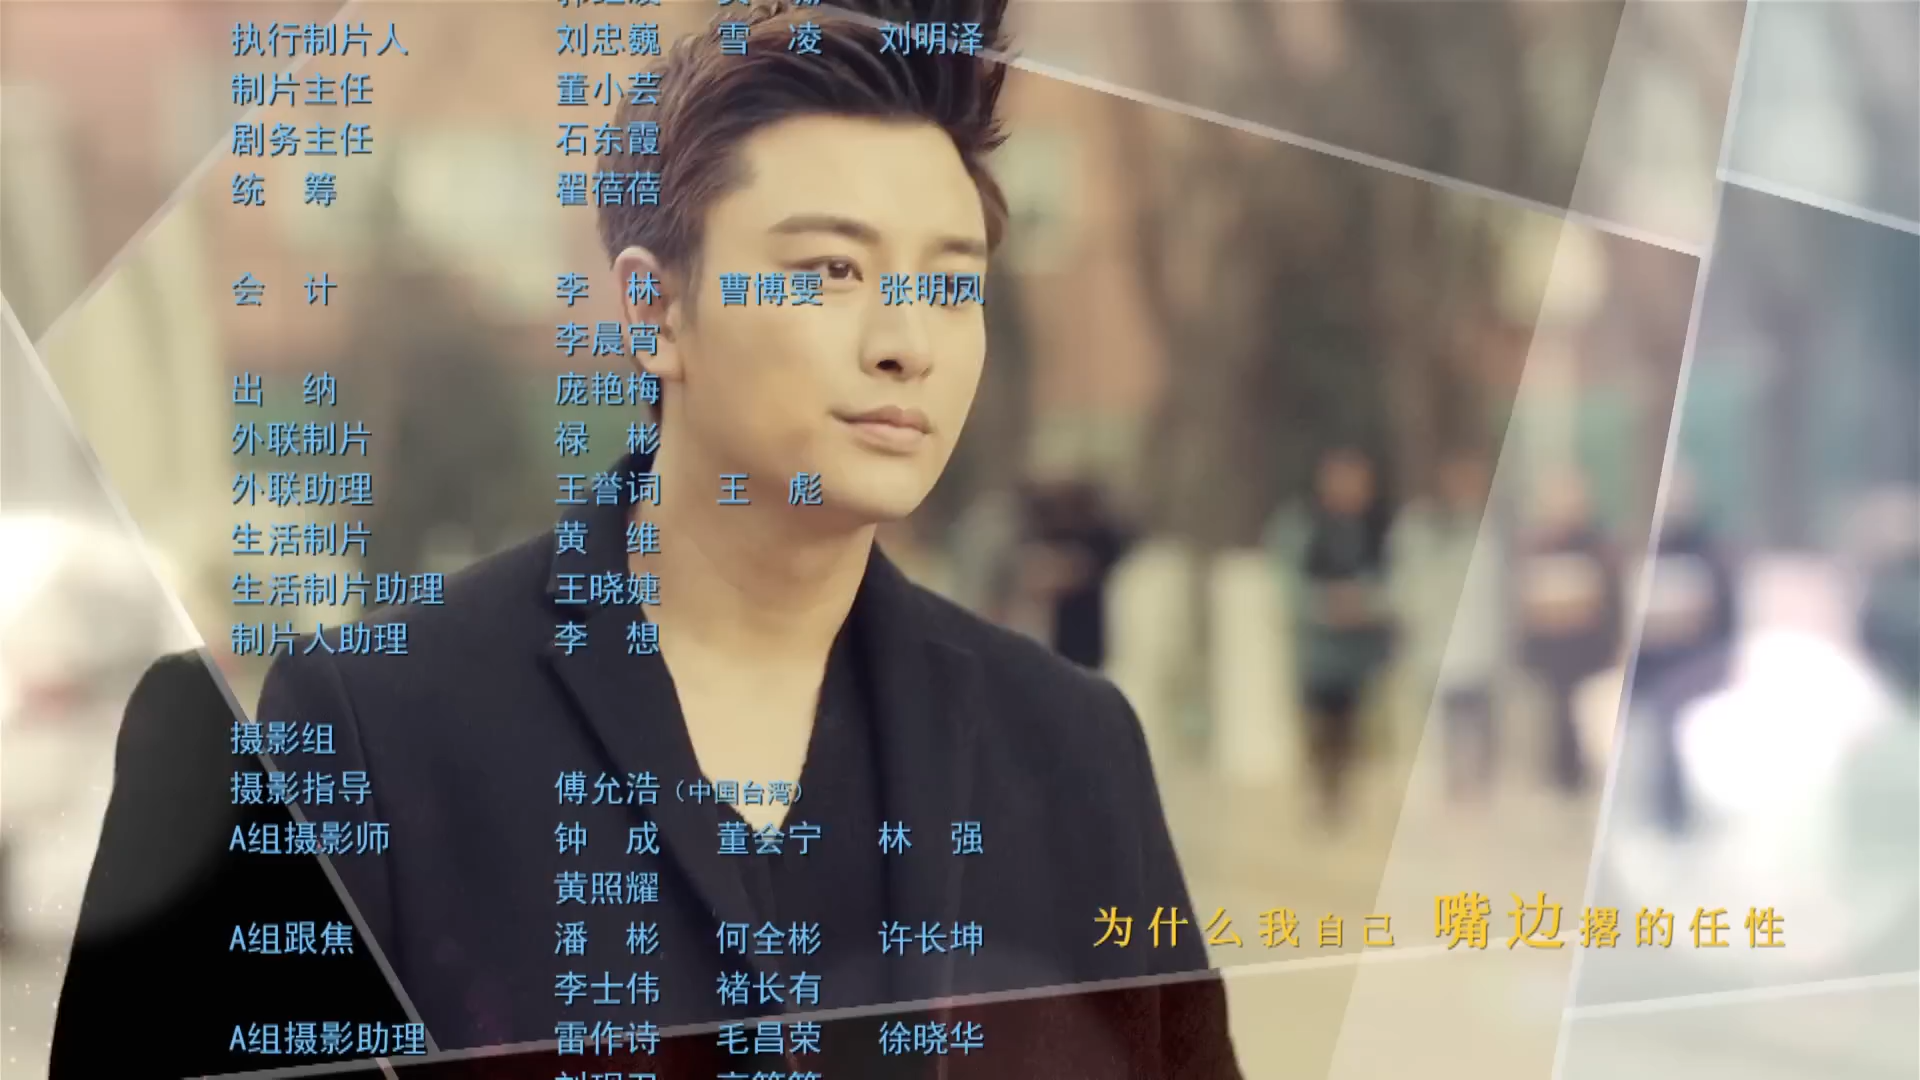 执行制片人 刘忠巍 雪 凌 刘明泽
制片主任 董小芸
剧务主任 石东霞
统 筹 翟蓓蓓
会 计 李 林 曹博雯 张明凤
李晨宵
出 纳 庞艳梅
外联制片 禄 彬
外联助理 王誉词 王 彪
生活制片 黄 维
生活制片助理 王晓婕
制片人助理 李 想
摄影组
摄影指导 傅允浩（中国台湾）
A组摄影师 钟 成 董会宁 林 强
黄照耀
A组跟焦 潘 彬 何全彬 许长坤
李士伟 褚长有
A组摄影助理 雷作诗 毛昌荣 徐晓华
为什么我自己 嘴边撂的任性